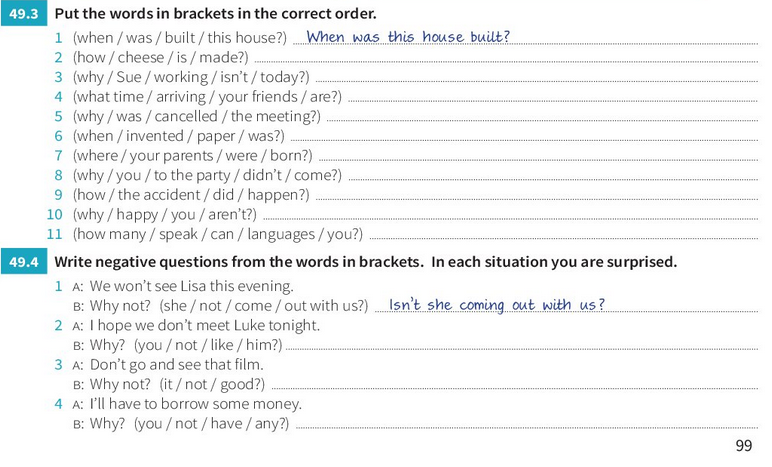 49.3 Put the words in brackets in the correct order.
1 (when / was / built / this house?) When was this house built?
2 (how / cheese / is / made?)
3 (why / Sue / working / isn't / today?)
4 (what time / arriving / your friends / are?)
5 (why / was / cancelled / the meeting?)
6 (when / invented / paper / was?)
7 (where / your parents / were / born?)
8 (why / you / to the party / didn't / come?)
9 (how / the accident / did / happen?)
10 (why / happy / you / aren't?)
11 (how many / speak / can / languages / you?)
49.4 Write negative questions from the words in brackets. In each situation you are surprised.
1 A: We won't see Lisa this evening.
B: Why not? (she / not / come / out with us?) Isn't she coming out with us?
2 A: I hope we don't meet Luke tonight.
B: Why? (you / not / like / him?)
3 A: Don't go and see that film.
B: Why not? (it / not / good?)
4 A: I'll have to borrow some money.
B: Why? (you / not / have / any?)
99